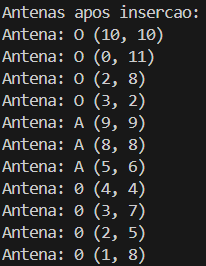 Antenas apos insercao:
Antena: O (10, 10)
Antena: O (0, 11)
Antena: O (2, 8)
Antena: O (3, 2)
Antena: A (9, 9)
Antena: A (8, 8)
Antena: A (5, 6)
Antena: 0 (4, 4)
Antena: 0 (3, 7)
Antena: 0 (2, 5)
Antena: 0 (1, 8)